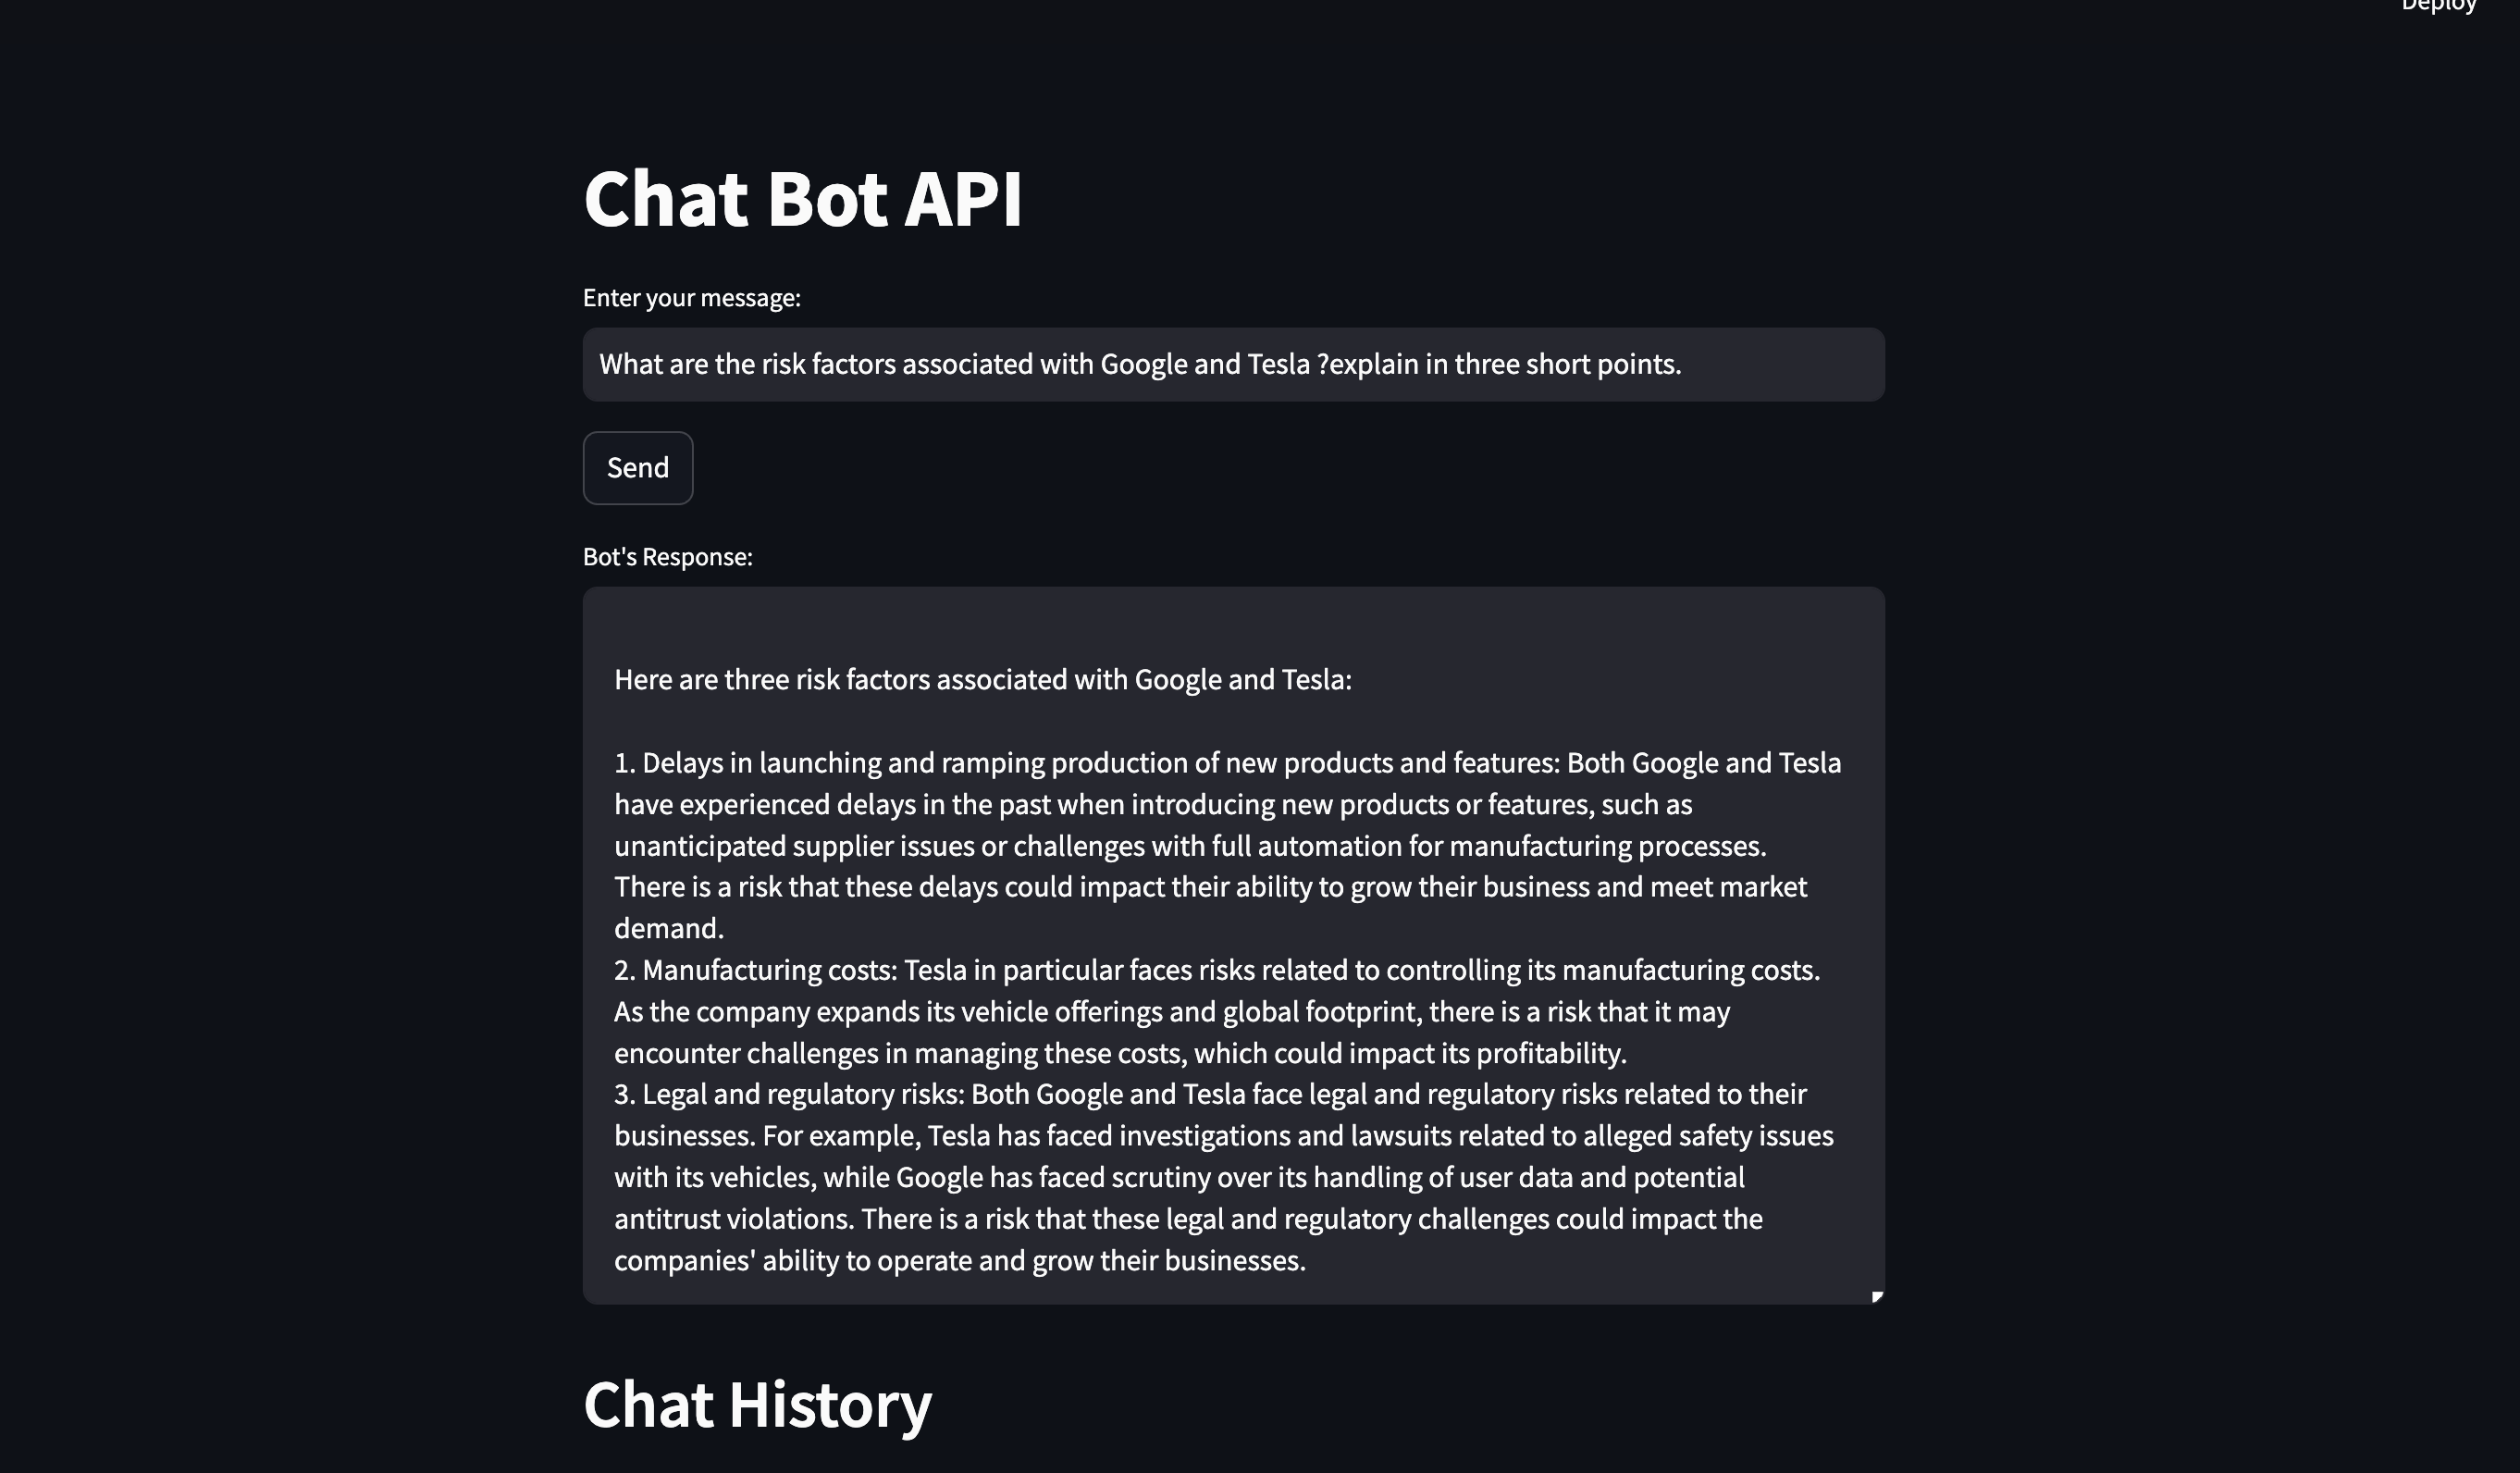 Deploy
Chat Bot API
Enter your message:
What are the risk factors associated with Google and Tesla ?explain in three short points.
Send
Bot's Response:
Here are three risk factors associated with Google and Tesla:
1. Delays in launching and ramping production of new products and features: Both Google and Tesla
have experienced delays in the past when introducing new products or features, such as
unanticipated supplier issues or challenges with full automation for manufacturing processes.
There is a risk that these delays could impact their ability to grow their business and meet market
demand.
2. Manufacturing costs: Tesla in particular faces risks related to controlling its manufacturing costs.
As the company expands its vehicle offerings and global footprint, there is a risk that it may
encounter challenges in managing these costs, which could impact its profitability.
3. Legal and regulatory risks: Both Google and Tesla face legal and regulatory risks related to their
businesses. For example, Tesla has faced investigations and lawsuits related to alleged safety issues
with its vehicles, while Google has faced scrutiny over its handling of user data and potential
antitrust violations. There is a risk that these legal and regulatory challenges could impact the
companies' ability to operate and grow their businesses.
Chat History